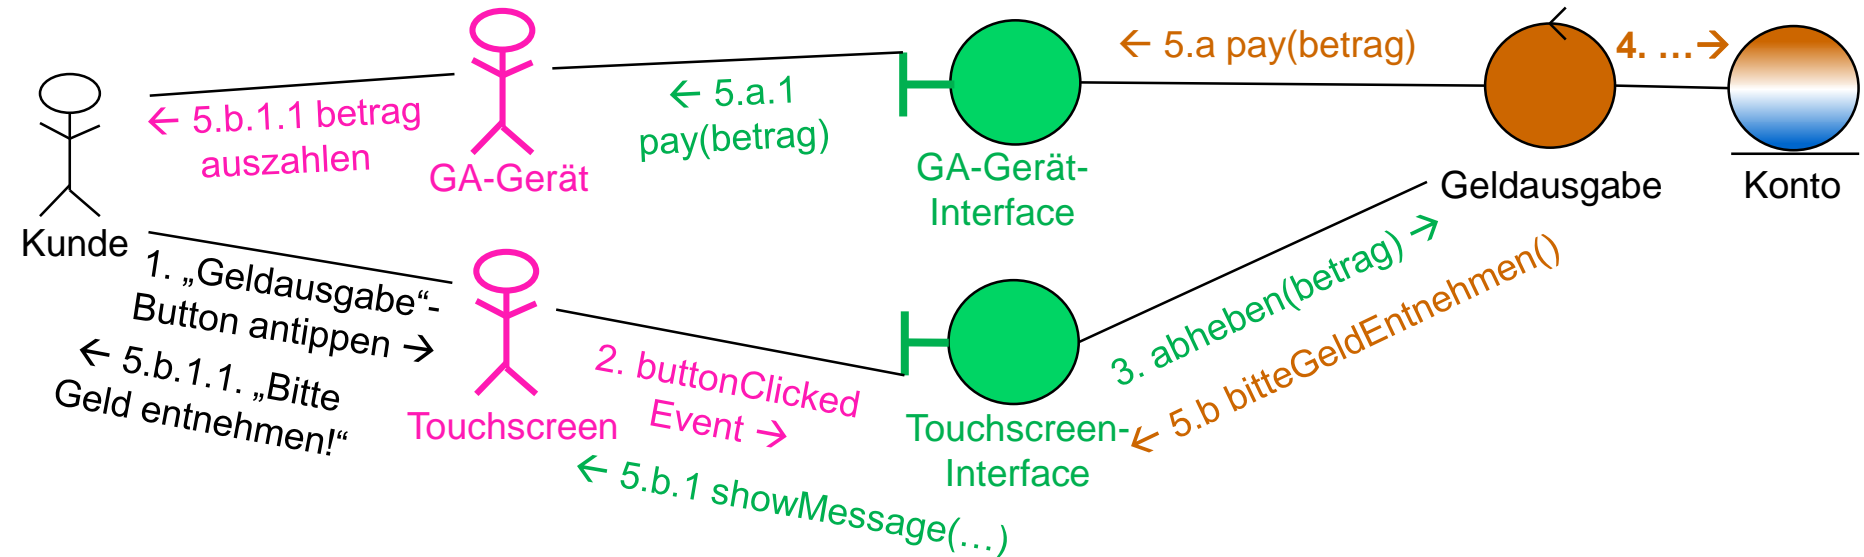 ← 5.b.1.1 betrag
auszahlen
GA-Gerät
← 5.a.1
pay(betrag)
GA-Gerät-
Interface
← 5.a pay(betrag)
Geldausgabe
4. …→
Konto
Kunde
1. „Geldausgabe“-
Button antippen →
← 5.b.1.1. „Bitte
Geld entnehmen!“
Touchscreen
2. buttonClicked
Event →
← 5.b.1 showMessage(…)
Touchscreen-
Interface
3. abheben(betrag) →
← 5.b bitteGeldEntnehmen()